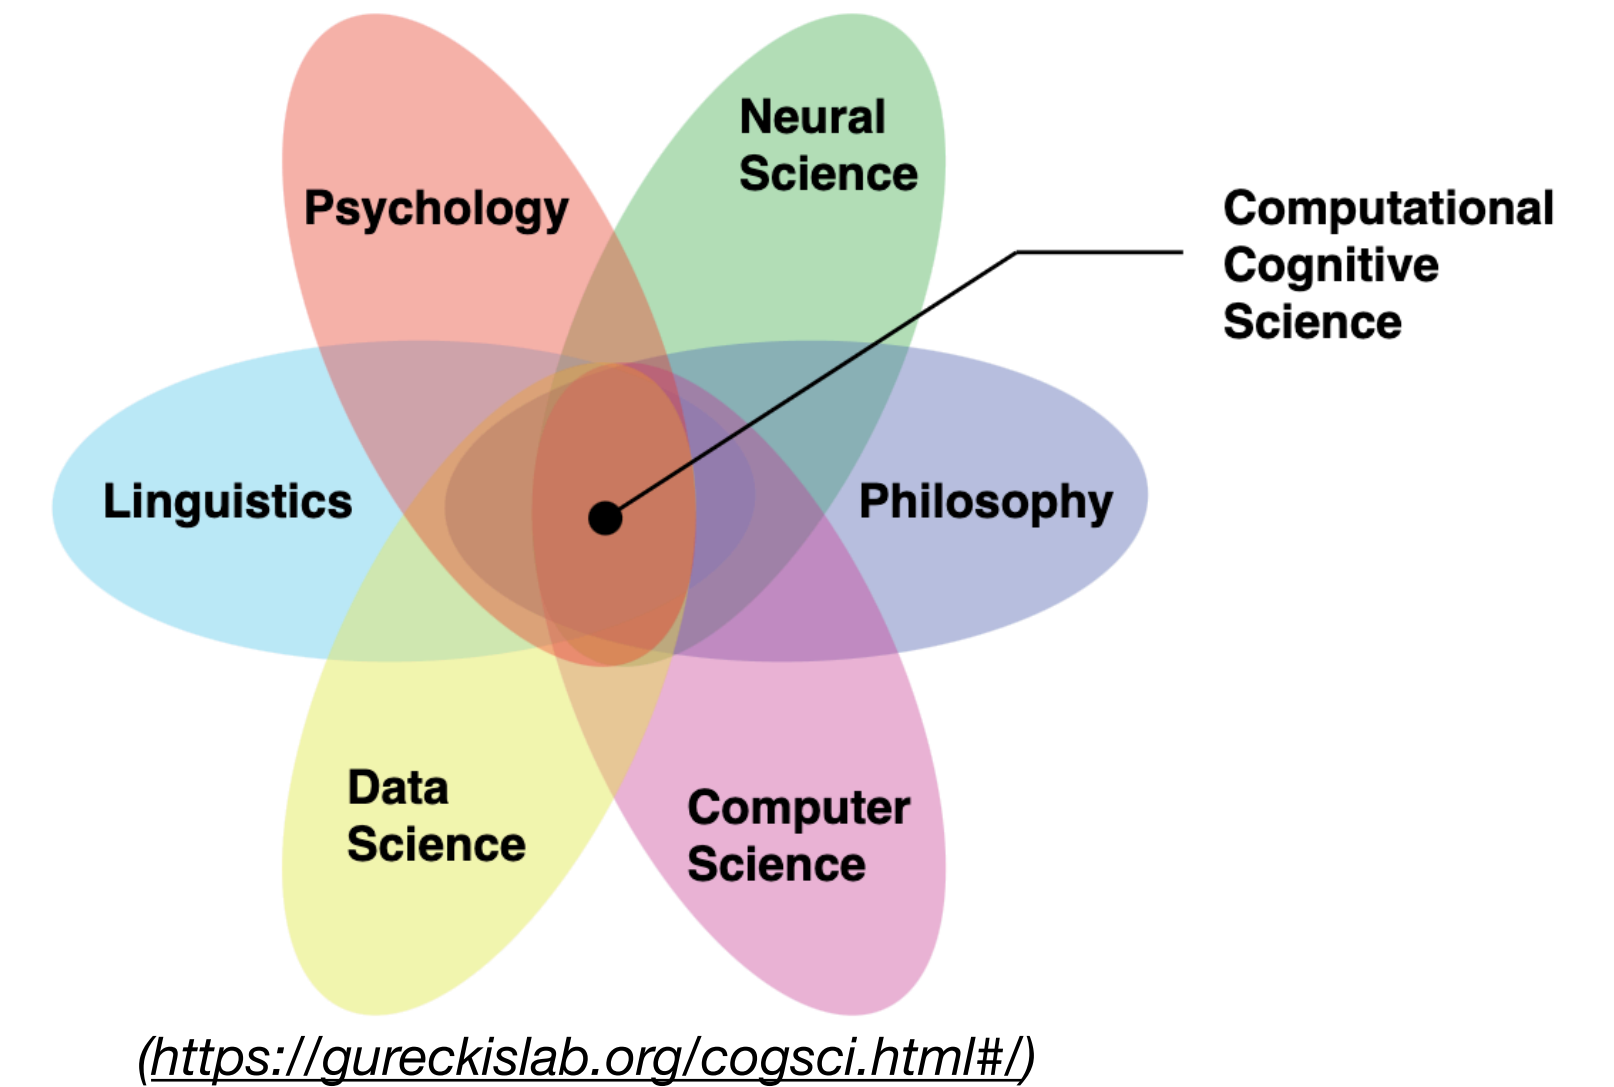 Neural
Science
Psychology
Computational
Cognitive
Science
Linguistics
Philosophy
Data
Science
Computer
Science
(https://gureckislab.org/cogsci.html#/)